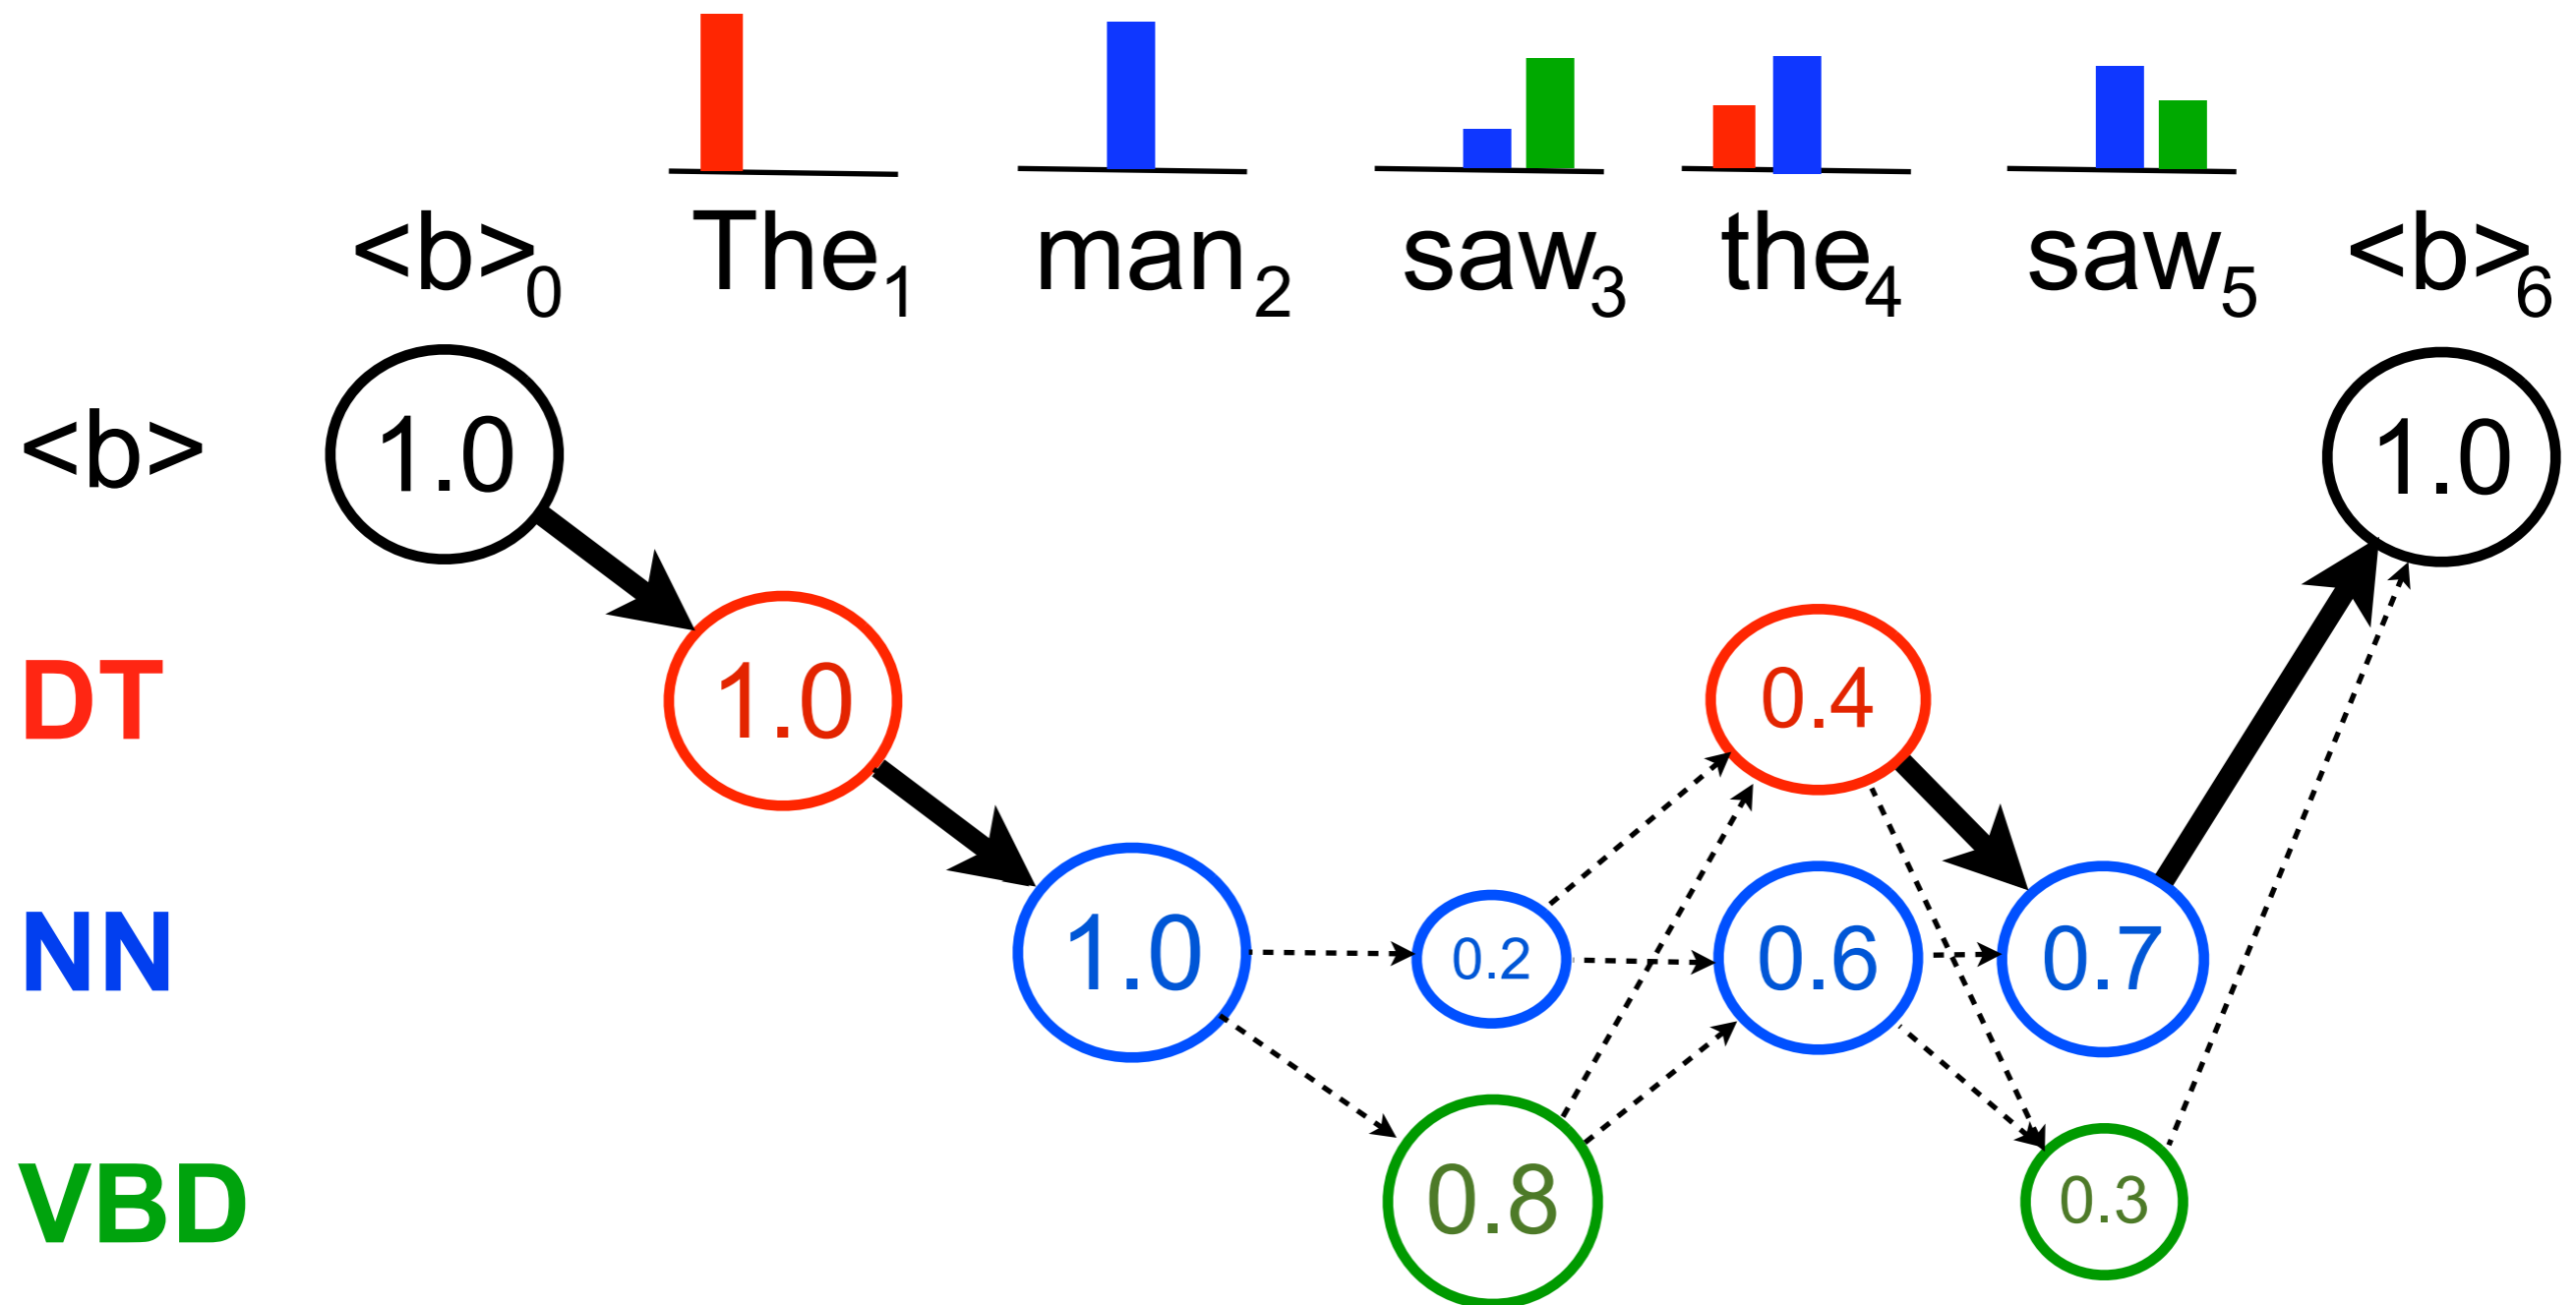 <b>0 The1 man2 saw3 the4 saw5 <b>6
<b> 1.0 1.0
DT 1.0 0.4
NN 1.0 0.2 0.6 0.7
VBD 0.8 0.3